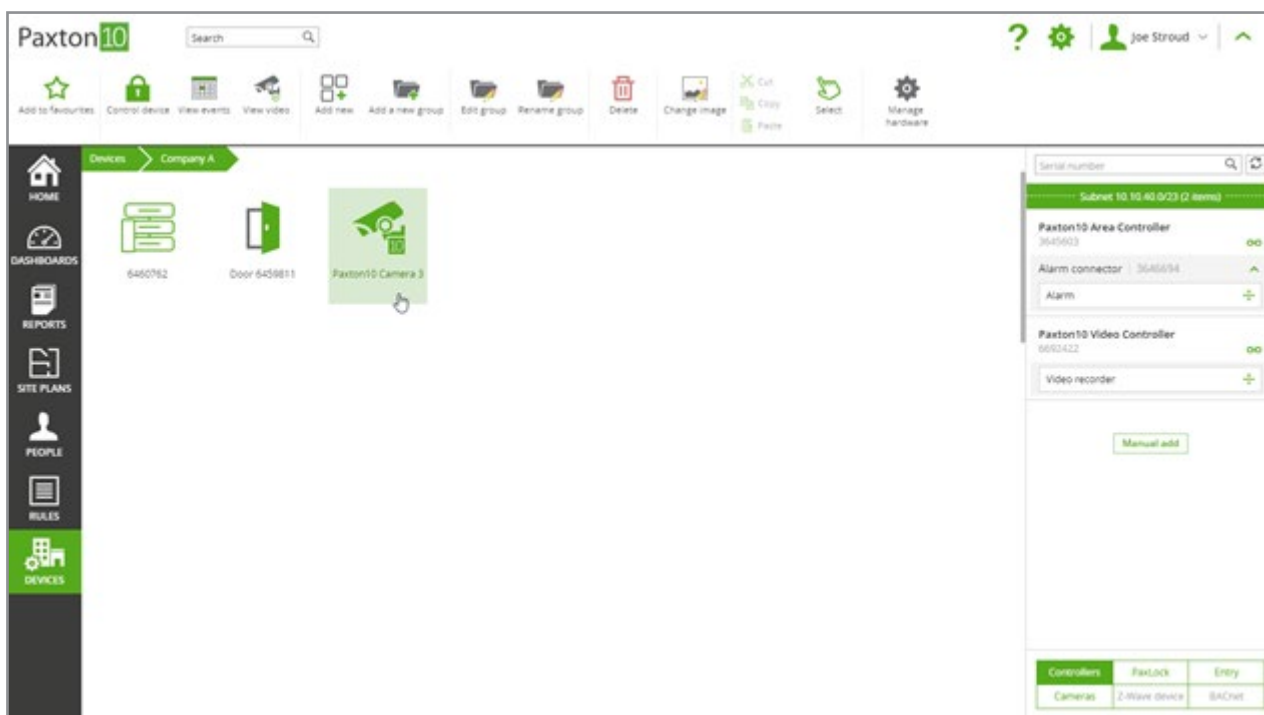 Paxton10
Search
Joe Stroud
Add to favourites
Control device
View events
View video
Add new
Add a new group
Edit group
Rename group
Delete
Change image
Cut
Copy
Paste
Select
Manage
hardware
HOME
DASHBOARDS
REPORTS
SITE PLANS
PEOPLE
RULES
DEVICES
Devices
Company A
6460762
Door 6459811
Paxton10 Camera 3
10
Serial number
Subnet 10.10.40.0/23 (2 items)
Paxton10 Area Controller
3645603
Alarm connector | 3646694
Alarm
Paxton10 Video Controller
6692422
Video recorder
Manual add
Controllers
PaxLock
Entry
Cameras
Z-Wave device
BACnet